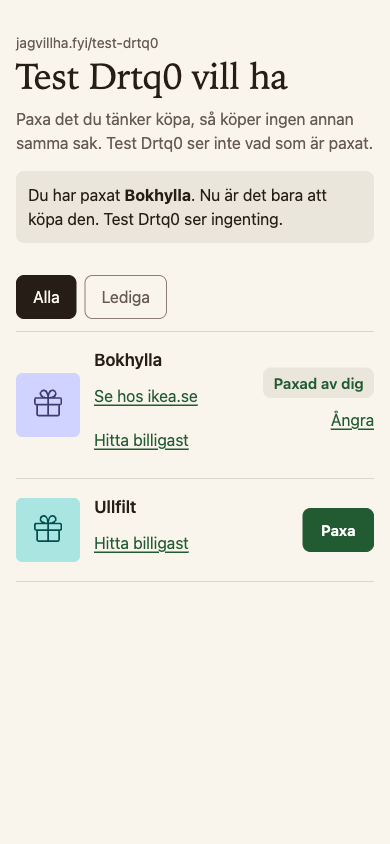 jagvillha.fyi/test-drtq0
Test Drtq0 vill ha
Paxa det du tänker köpa, så köper ingen annan
samma sak. Test Drtq0 ser inte vad som är paxat.
Du har paxat Bokhylla. Nu är det bara att
köpa den. Test Drtq0 ser ingenting.
Alla
Lediga
Bokhylla
Se hos ikea.se
Hitta billigast
Paxad av dig
Ångra
Ullfilt
Hitta billigast
Paxa